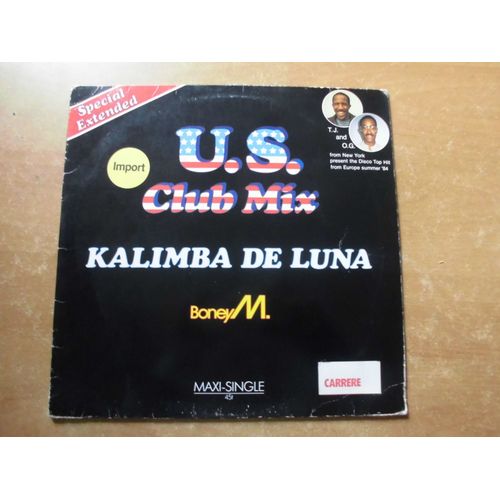 Special
Extended
T.J.
and
O.G.
from New York
present the Disco Top Hit
from Europe summer '84
Import
U.S.
Club Mix
KALIMBA DE LUNA
Boney M.
MAXI-SINGLE
45t
CARRERE